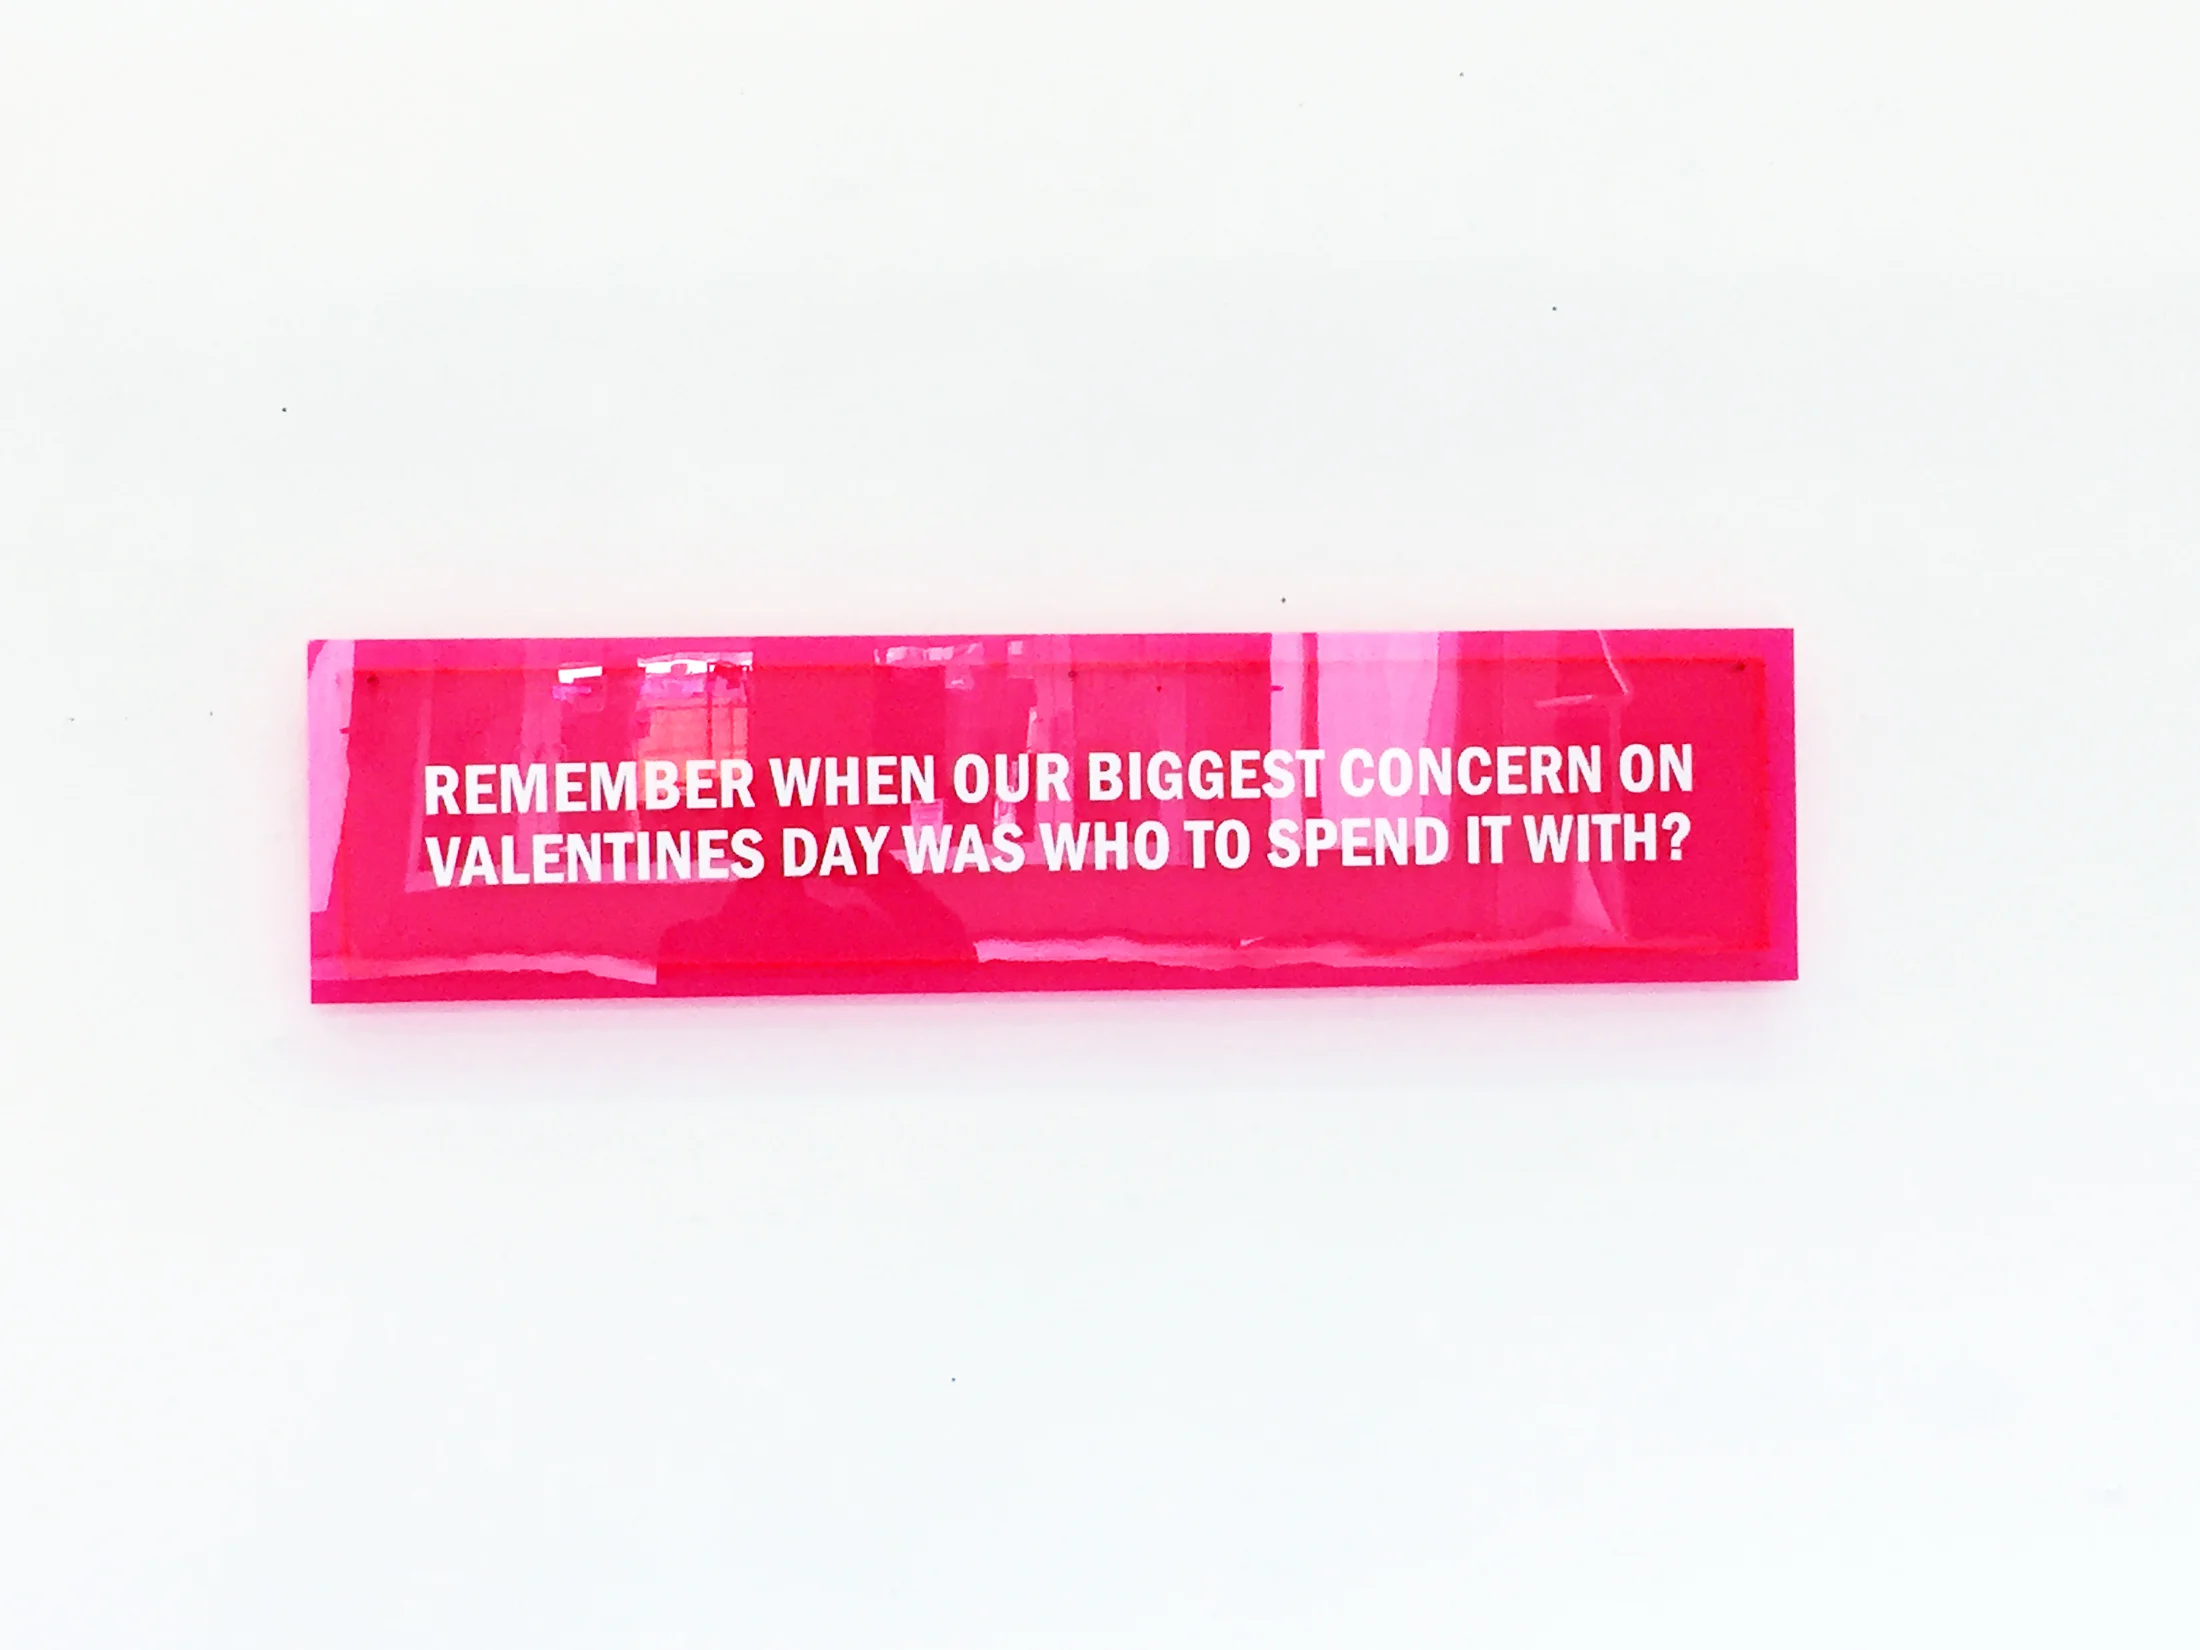 REMEMBER WHEN OUR BIGGEST CONCERN ON
VALENTINES DAY WAS WHO TO SPEND IT WITH?